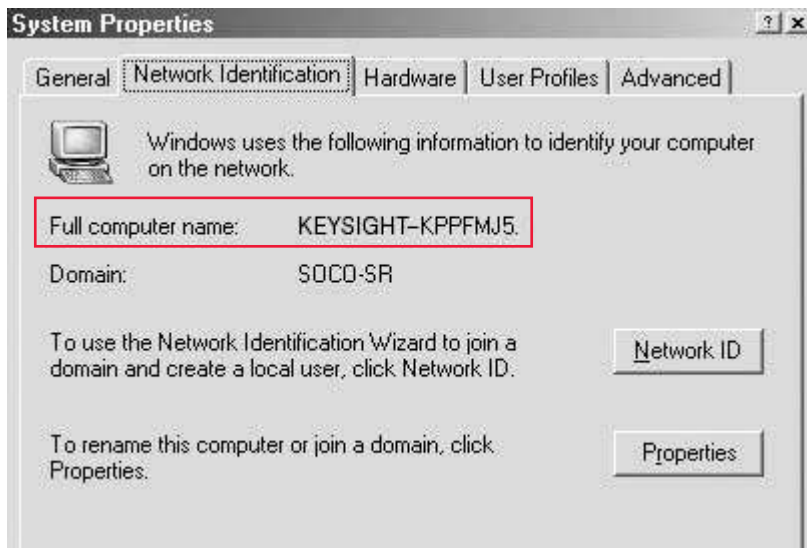 System Properties
General Network Identification Hardware User Profiles Advanced
Windows uses the following information to identify your computer
on the network.
Full computer name: KEYSIGHT-KPPFMJ5.
Domain: SOCO-SR
To use the Network Identification Wizard to join a
domain and create a local user, click Network ID.
Network ID
To rename this computer or join a domain, click
Properties.
Properties